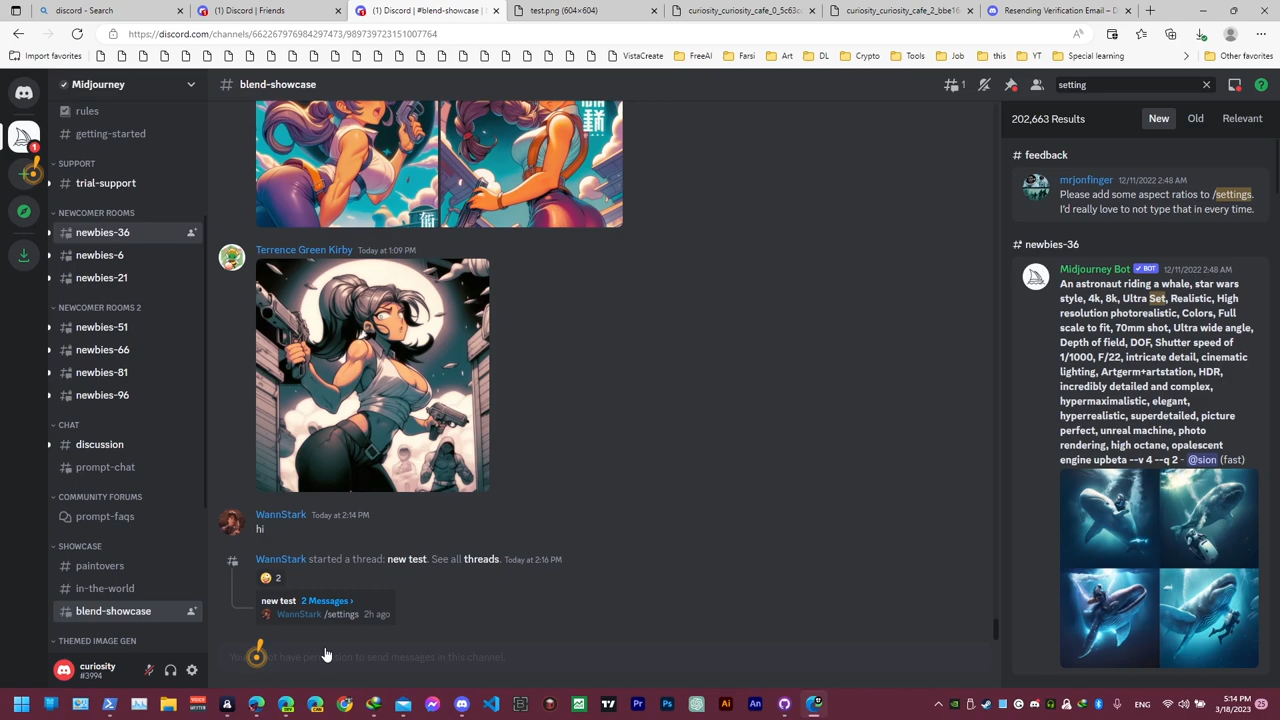 discord - Search
(1) Discord | Friends
(1) Discord | #blend-showcase |
test.png (604×604)
curiosity_curiosity_cafe_0_5c63
curiosity_curiosity_cafe_2_bbe16
Resending Verification Email – D
https://discord.com/channels/662267976984297473/989739723151007764
Import favorites
VistaCreate
FreeAI
Farsi
Art
DL
Crypto
Tools
Job
this
YT
Special learning
Other favorites
Midjourney
blend-showcase
1
setting
rules
getting-started
SUPPORT
trial-support
NEWCOMER ROOMS
newbies-36
newbies-6
newbies-21
NEWCOMER ROOMS 2
newbies-51
newbies-66
newbies-81
newbies-96
CHAT
discussion
prompt-chat
COMMUNITY FORUMS
prompt-faqs
SHOWCASE
paintovers
in-the-world
blend-showcase
THEMED IMAGE GEN
curiosity
#3994
1
Terrence Green Kirby Today at 1:09 PM
WannStark Today at 2:14 PM
hi
WannStark started a thread: new test. See all threads. Today at 2:16 PM
2
new test 2 Messages ›
WannStark /settings 2h ago
have permission to send messages in this channel.
202,663 Results
New
Old
Relevant
# feedback
mrjonfinger 12/11/2022 2:48 AM
Please add some aspect ratios to /settings.
I'd really love to not type that in every time.
# newbies-36
Midjourney Bot ✓ BOT 12/11/2022 2:48 AM
An astronaut riding a whale, star wars
style, 4k, 8k, Ultra Set, Realistic, High
resolution photorealistic, Colors, Full
scale to fit, 70mm shot, Ultra wide angle,
Depth of field, DOF, Shutter speed of
1/1000, F/22, intricate detail, cinematic
lighting, Artgerm+artstation, HDR,
incredibly detailed and complex,
hypermaximalistic, elegant,
hyperrealistic, superdetailed, picture
perfect, unreal machine, photo
rendering, high octane, opalescent
engine upbeta --v 4 --q 2 - @sion (fast)
ENG
5:14 PM
3/18/2023